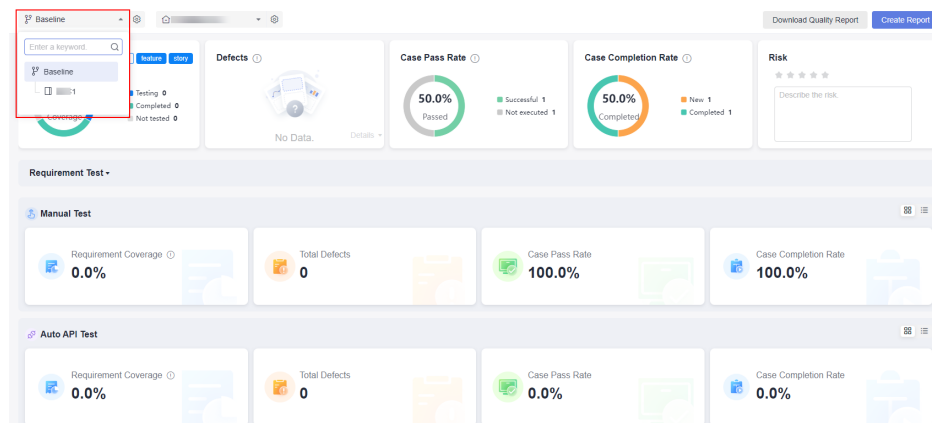 Baseline
Download Quality Report
Create Report
Enter a keyword.
Baseline
1
feature story
Testing 0
Completed 0
Not tested 0
Coverage
Defects
No Data.
Details
Case Pass Rate
50.0%
Passed
Successful 1
Not executed 1
Case Completion Rate
50.0%
Completed
New 1
Completed 1
Risk
Describe the risk.
Requirement Test
Manual Test
Requirement Coverage
0.0%
Total Defects
0
Case Pass Rate
100.0%
Case Completion Rate
100.0%
Auto API Test
Requirement Coverage
0.0%
Total Defects
0
Case Pass Rate
0.0%
Case Completion Rate
0.0%